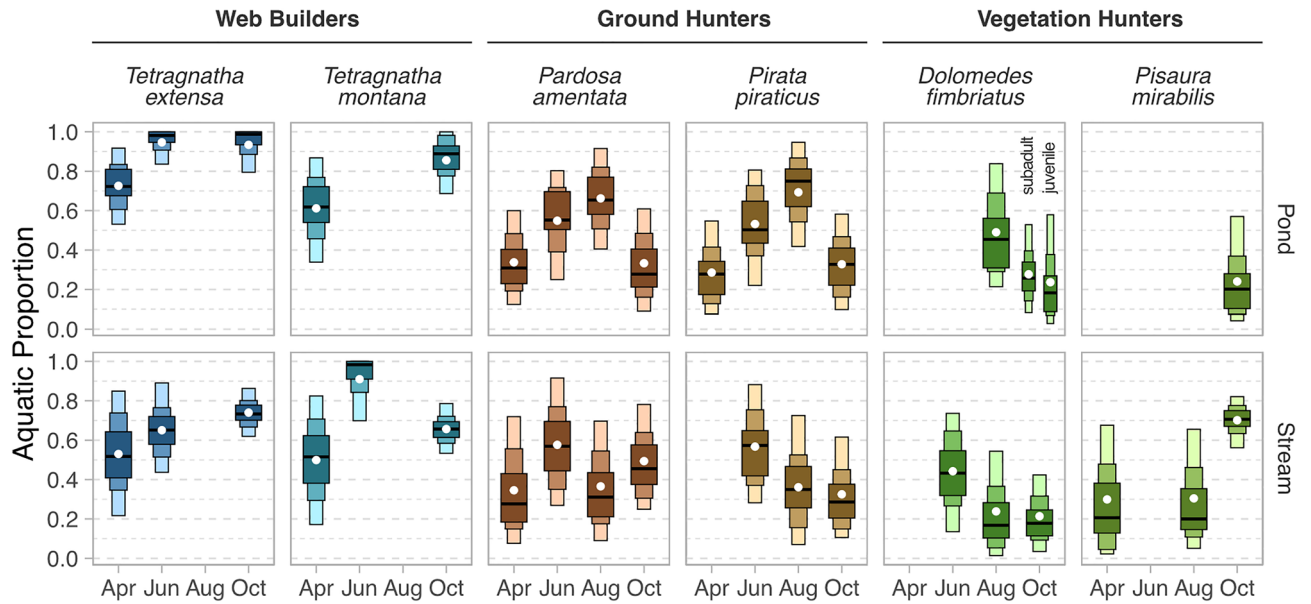 Web Builders
Ground Hunters
Vegetation Hunters
Tetragnatha
extensa
Tetragnatha
montana
Pardosa
amentata
Pirata
piraticus
Dolomedes
fimbriatus
Pisaura
mirabilis
Aquatic Proportion
1.0
0.8
0.6
0.4
0.2
0.0
subadult
juvenile
Pond
1.0
0.8
0.6
0.4
0.2
0.0
Stream
Apr Jun Aug Oct
Apr Jun Aug Oct
Apr Jun Aug Oct
Apr Jun Aug Oct
Apr Jun Aug Oct
Apr Jun Aug Oct